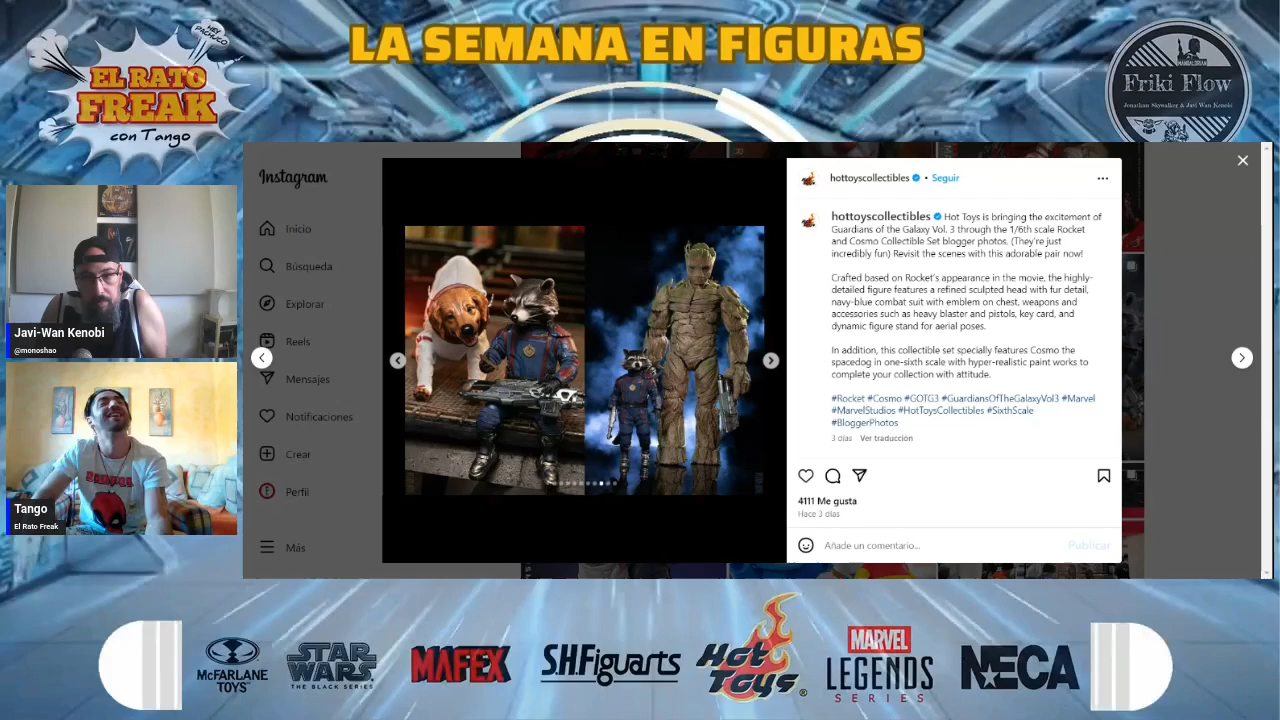 LA SEMANA EN FIGURAS
HEY PACHUCO
EL RATO
FREAK
con Tango
MANDALORIAN
Friki Flow
Jonathan Skywalker & Javi Wan Kenobi
Javi-Wan Kenobi
@monoshao
Tango
El Rato Freak
Instagram
Inicio
Búsqueda
Explorar
Reels
Mensajes
Notificaciones
Crear
Perfil
Más
hottoyscollectibles • Seguir
hottoyscollectibles Hot Toys is bringing the excitement of
Guardians of the Galaxy Vol. 3 through the 1/6th scale Rocket
and Cosmo Collectible Set blogger photos. (They're just
incredibly fun) Revisit the scenes with this adorable pair now!
Crafted based on Rocket's appearance in the movie, the highly-
detailed figure features a refined sculpted head with fur detail,
navy-blue combat suit with emblem on chest, weapons and
accessories such as heavy blaster and pistols, key card, and
dynamic figure stand for aerial poses.
In addition, this collectible set specially features Cosmo the
spacedog in one-sixth scale with hyper-realistic paint works to
complete your collection with attitude.
#Rocket #Cosmo #GOTG3 #GuardiansOfTheGalaxyVol3 #Marvel
#MarvelStudios #HotToysCollectibles #SixthScale
#BloggerPhotos
3 días Ver traducción
4111 Me gusta
Hace 3 días
Añade un comentario...
Publicar
McFARLANE
TOYS
STAR
WARS
THE BLACK SERIES
MAFEX
S.H.Figuarts
Hot
Toys
MARVEL
LEGENDS
SERIES
NECA